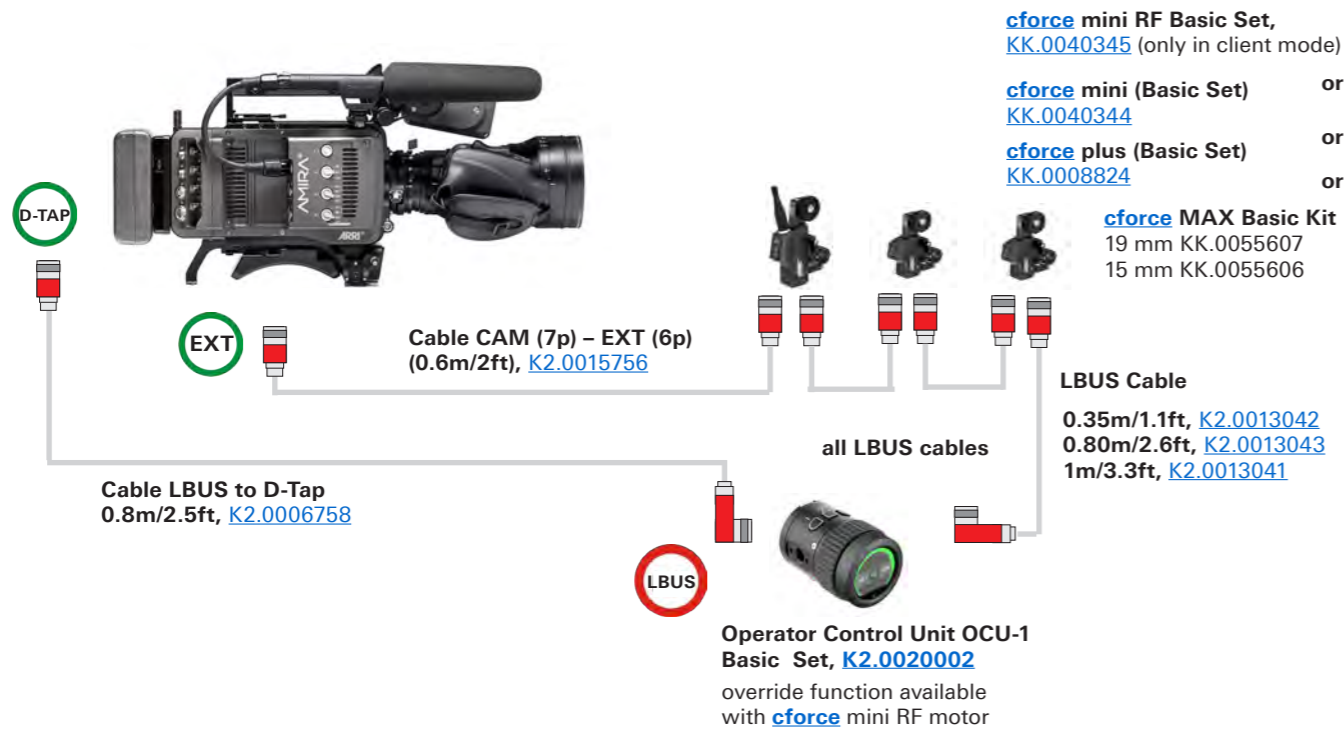 cforce mini RF Basic Set,
KK.0040345 (only in client mode)
or
cforce mini (Basic Set)
KK.0040344
or
cforce plus (Basic Set)
KK.0008824
or
cforce MAX Basic Kit
19 mm KK.0055607
15 mm KK.0055606
AMIRA
ARRI
D-TAP
EXT
Cable CAM (7p) – EXT (6p)
(0.6m/2ft), K2.0015756
LBUS Cable
0.35m/1.1ft, K2.0013042
0.80m/2.6ft, K2.0013043
1m/3.3ft, K2.0013041
all LBUS cables
Cable LBUS to D-Tap
0.8m/2.5ft, K2.0006758
LBUS
Operator Control Unit OCU-1
Basic Set, K2.0020002
override function available
with cforce mini RF motor